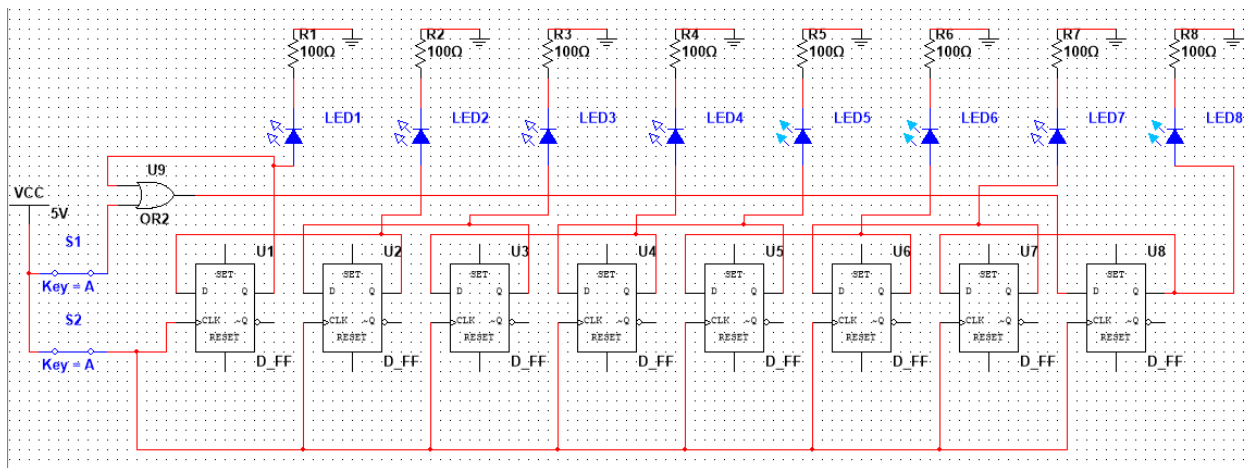 R1
100Ω
R2
100Ω
R3
100Ω
R4
100Ω
R5
100Ω
R6
100Ω
R7
100Ω
R8
100Ω
LED1
LED2
LED3
LED4
LED5
LED6
LED7
LED8
U9
OR2
VCC
5V
S1
Key = A
S2
Key = A
U1
SET
D Q
CLK ~Q
RESET
D_FF
U2
SET
D Q
CLK ~Q
RESET
D_FF
U3
SET
D Q
CLK ~Q
RESET
D_FF
U4
SET
D Q
CLK ~Q
RESET
D_FF
U5
SET
D Q
CLK ~Q
RESET
D_FF
U6
SET
D Q
CLK ~Q
RESET
D_FF
U7
SET
D Q
CLK ~Q
RESET
D_FF
U8
SET
D Q
CLK ~Q
RESET
D_FF